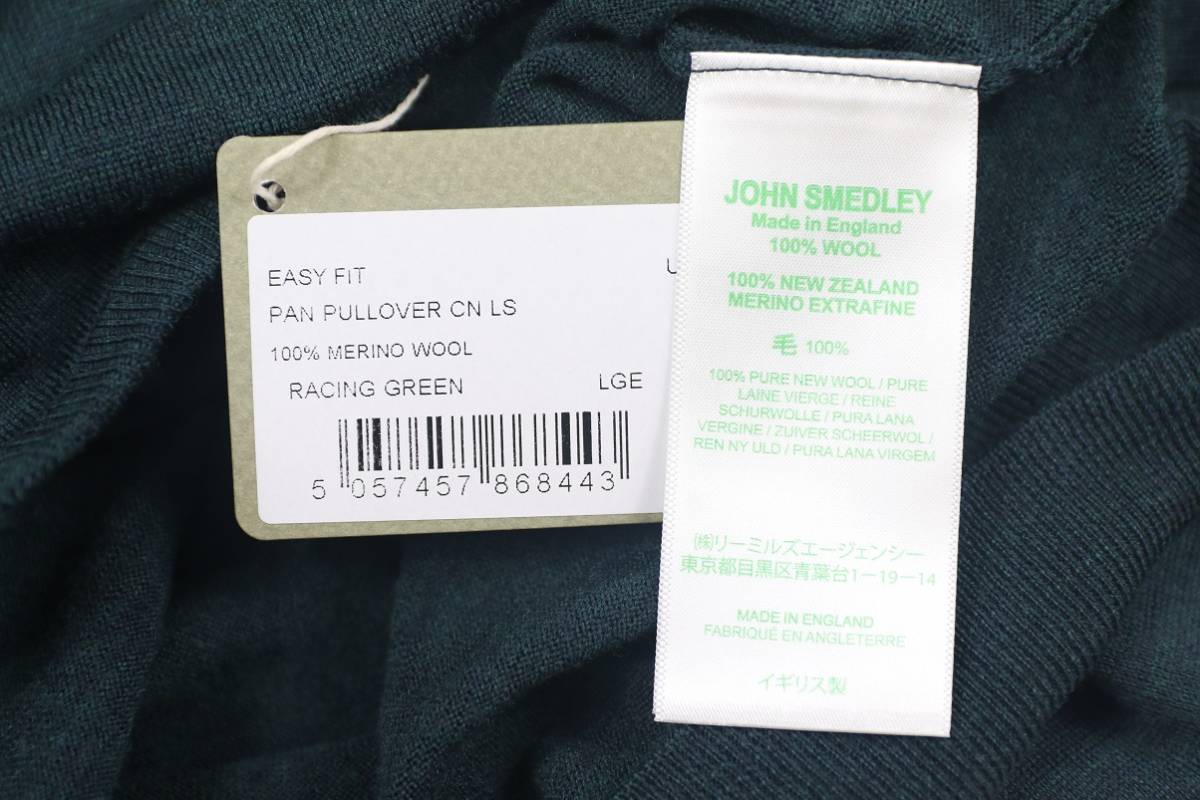 EASY FIT
PAN PULLOVER CN LS
100% MERINO WOOL
RACING GREEN LGE
5 057457 868443
JOHN SMEDLEY
Made in England
100% WOOL
100% NEW ZEALAND
MERINO EXTRAFINE
毛 100%
100% PURE NEW WOOL / PURE
LAINE VIERGE / REINE
SCHURWOLLE / PURA LANA
VERGINE / ZUIVER SCHEERWOL /
REN NY ULD / PURA LANA VIRGEM
㈱リーミルズエージェンシー
東京都目黒区青葉台1-19-14
MADE IN ENGLAND
FABRIQUÉ EN ANGLETERRE
イギリス製